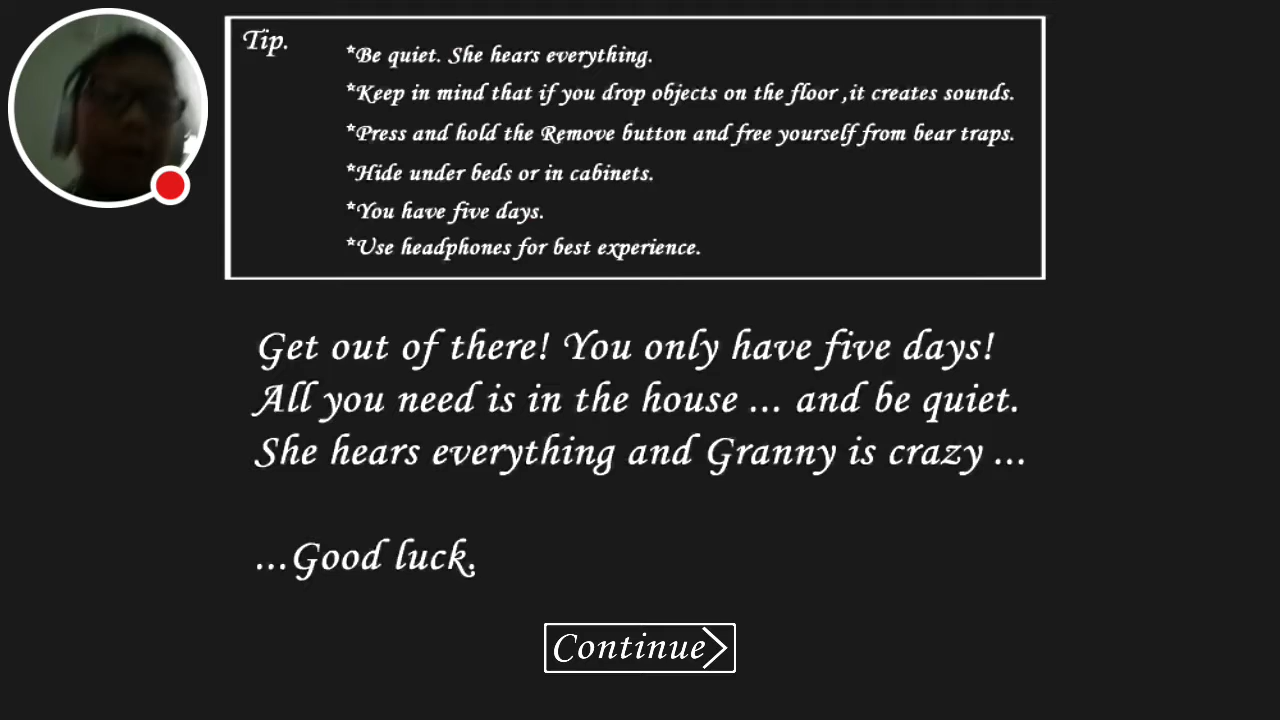 Tip.
*Be quiet. She hears everything.
*Keep in mind that if you drop objects on the floor ,it creates sounds.
*Press and hold the Remove button and free yourself from bear traps.
*Hide under beds or in cabinets.
*You have five days.
*Use headphones for best experience.
Get out of there! You only have five days!
All you need is in the house ... and be quiet.
She hears everything and Granny is crazy ...
...Good luck.
Continue